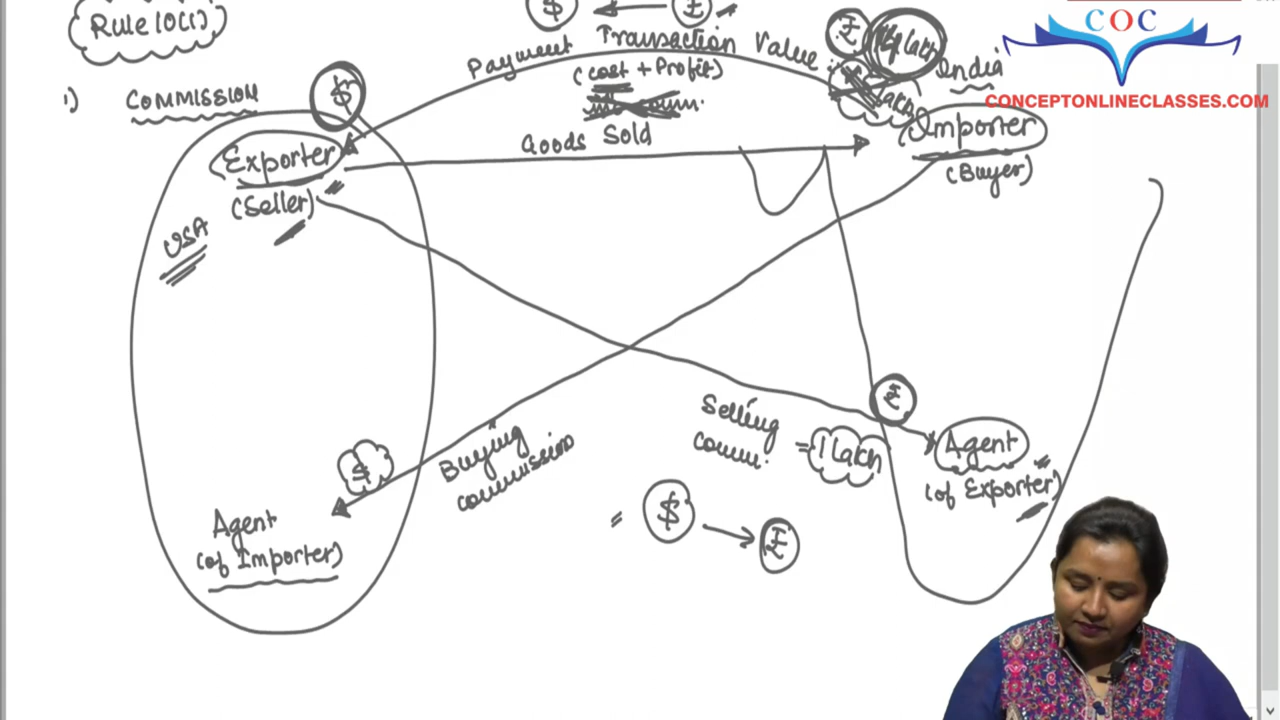 Rule 10(1)
$ ₹
COC
CONCEPTONLINECLASSES.COM
Payment Transaction Value :
₹
(cost + Profit)
India
1) COMMISSION
$
Goods Sold
Exporter
(Seller)
USA
Importer
(Buyer)
Buying
commission
$
Agent
(of Importer)
Selling
comm. = 1 lakh
₹
Agent
(of Exporter)
= $ → ₹